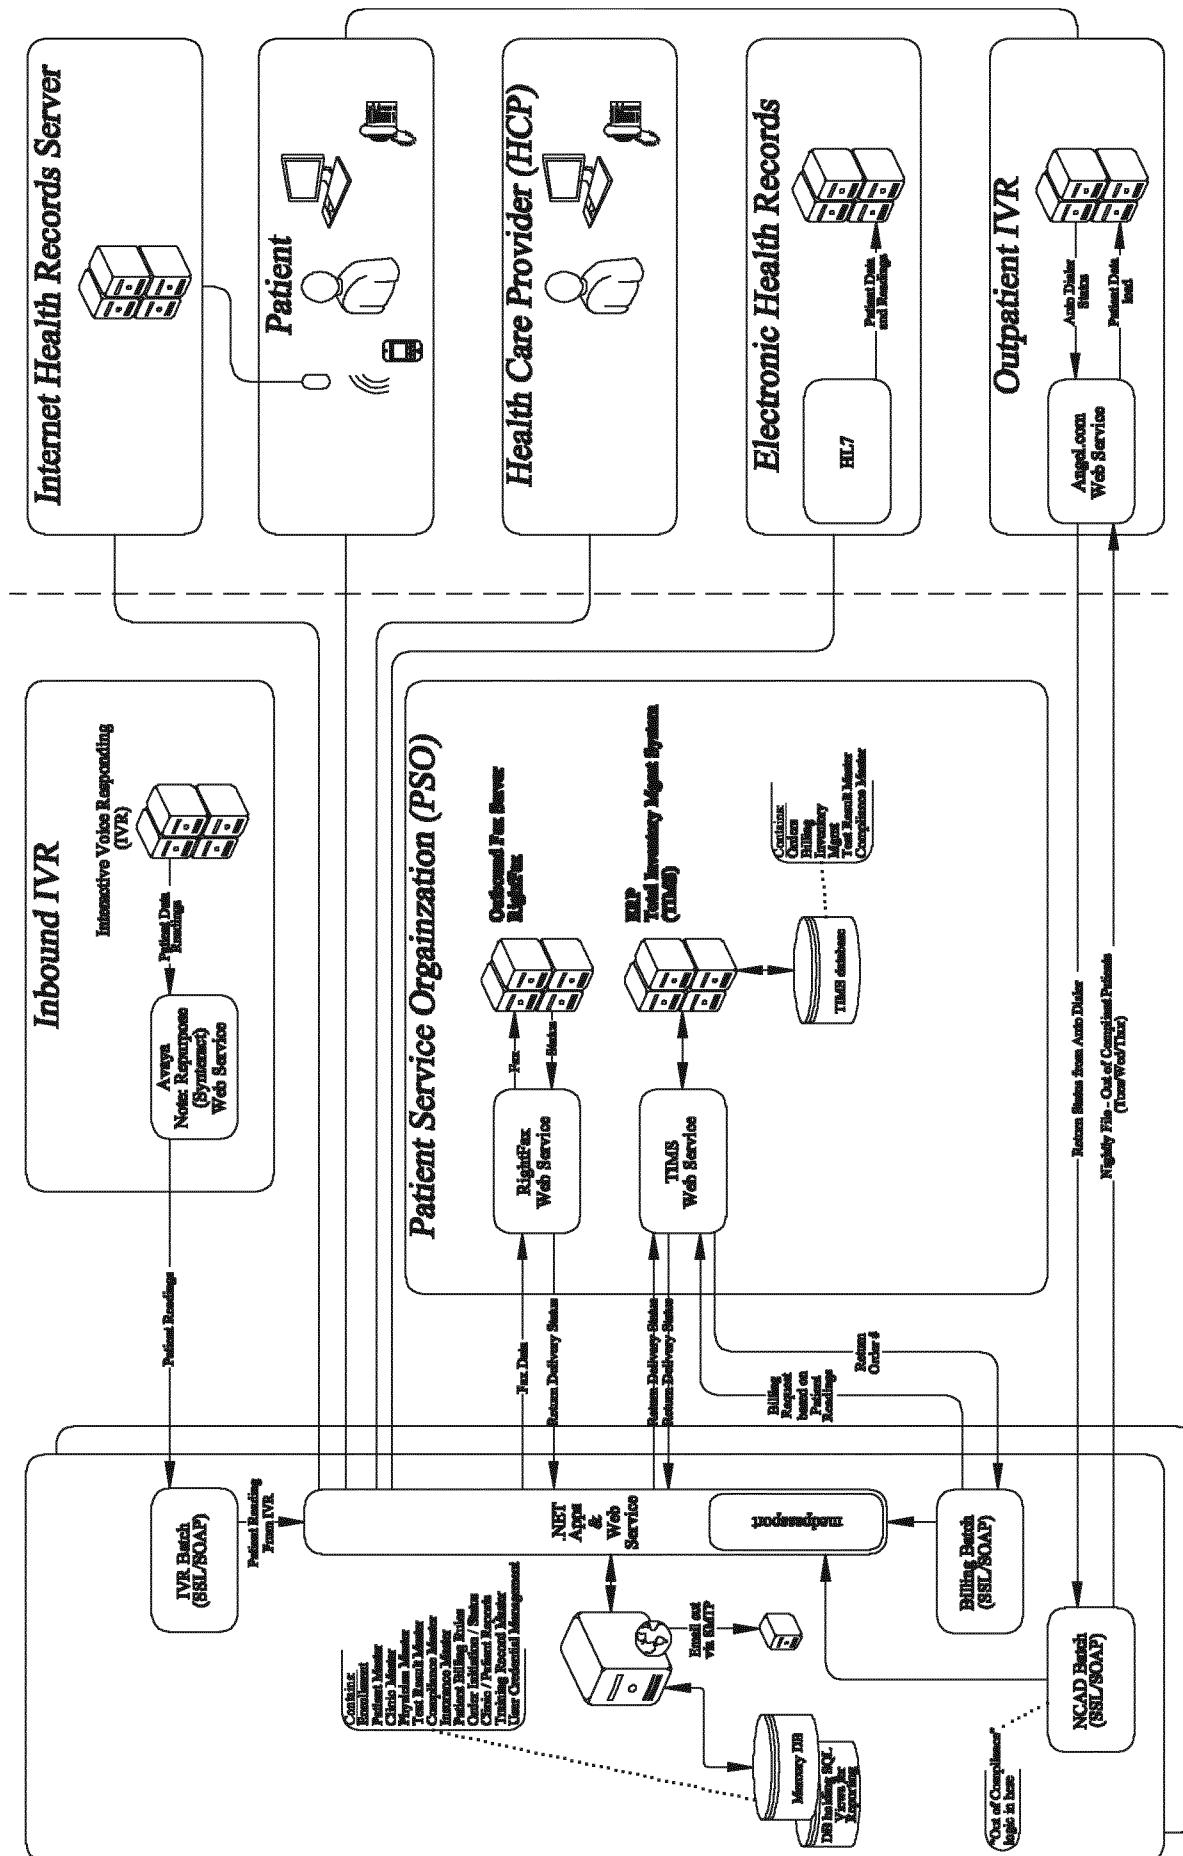 Internet Health Records Server
Patient
Health Care Provider (HCP)
Electronic Health Records
HL7
Patient Data
and Readings
Outpatient IVR
Angel.com
Web Service
Auto Dialer
Status
Patient Data
load
Inbound IVR
Interactive Voice Responding
(IVR)
Patient Data
Readings
Avaya
Note: Repurpose
(Synteract)
Web Service
Patient Readings
Patient Service Orgainzation (PSO)
Outbound Fax Server
RightFax
Fax
Status
RightFax
Web Service
ERP
Total Inventory Mgmt System
(TIMS)
TIMS
Web Service
TIMS database
Contains:
Orders
Billing
Inventory
Mgmt
Test Result Master
Compliance Master
Fax Data
Return Delivery Status
Return Delivery Status
Return Delivery Status
Billing
Request
based on
Patient
Readings
Return
Order #
Return Status from Auto Dialer
Nightly File - Out of Compliant Patients
(Tues/Wed/Thur)
IVR Batch
(SSL/SOAP)
Patient Reading
From IVR
.NET
Apps
&
Web
Service
medpassport
Billing Batch
(SSL/SOAP)
NCAD Batch
(SSL/SOAP)
"Out of Compliance"
logic in here
Email out
via SMTP
Memory DB
DB holding SQL
Views for
Reporting
Contains:
Enrollment
Patient Master
Clinic Master
Physician Master
Test Result Master
Compliance Master
Insurance Master
Patient Billing Rules
Order Initiation / Status
Clinic / Patient Reports
Training Record Master
User Credential Management